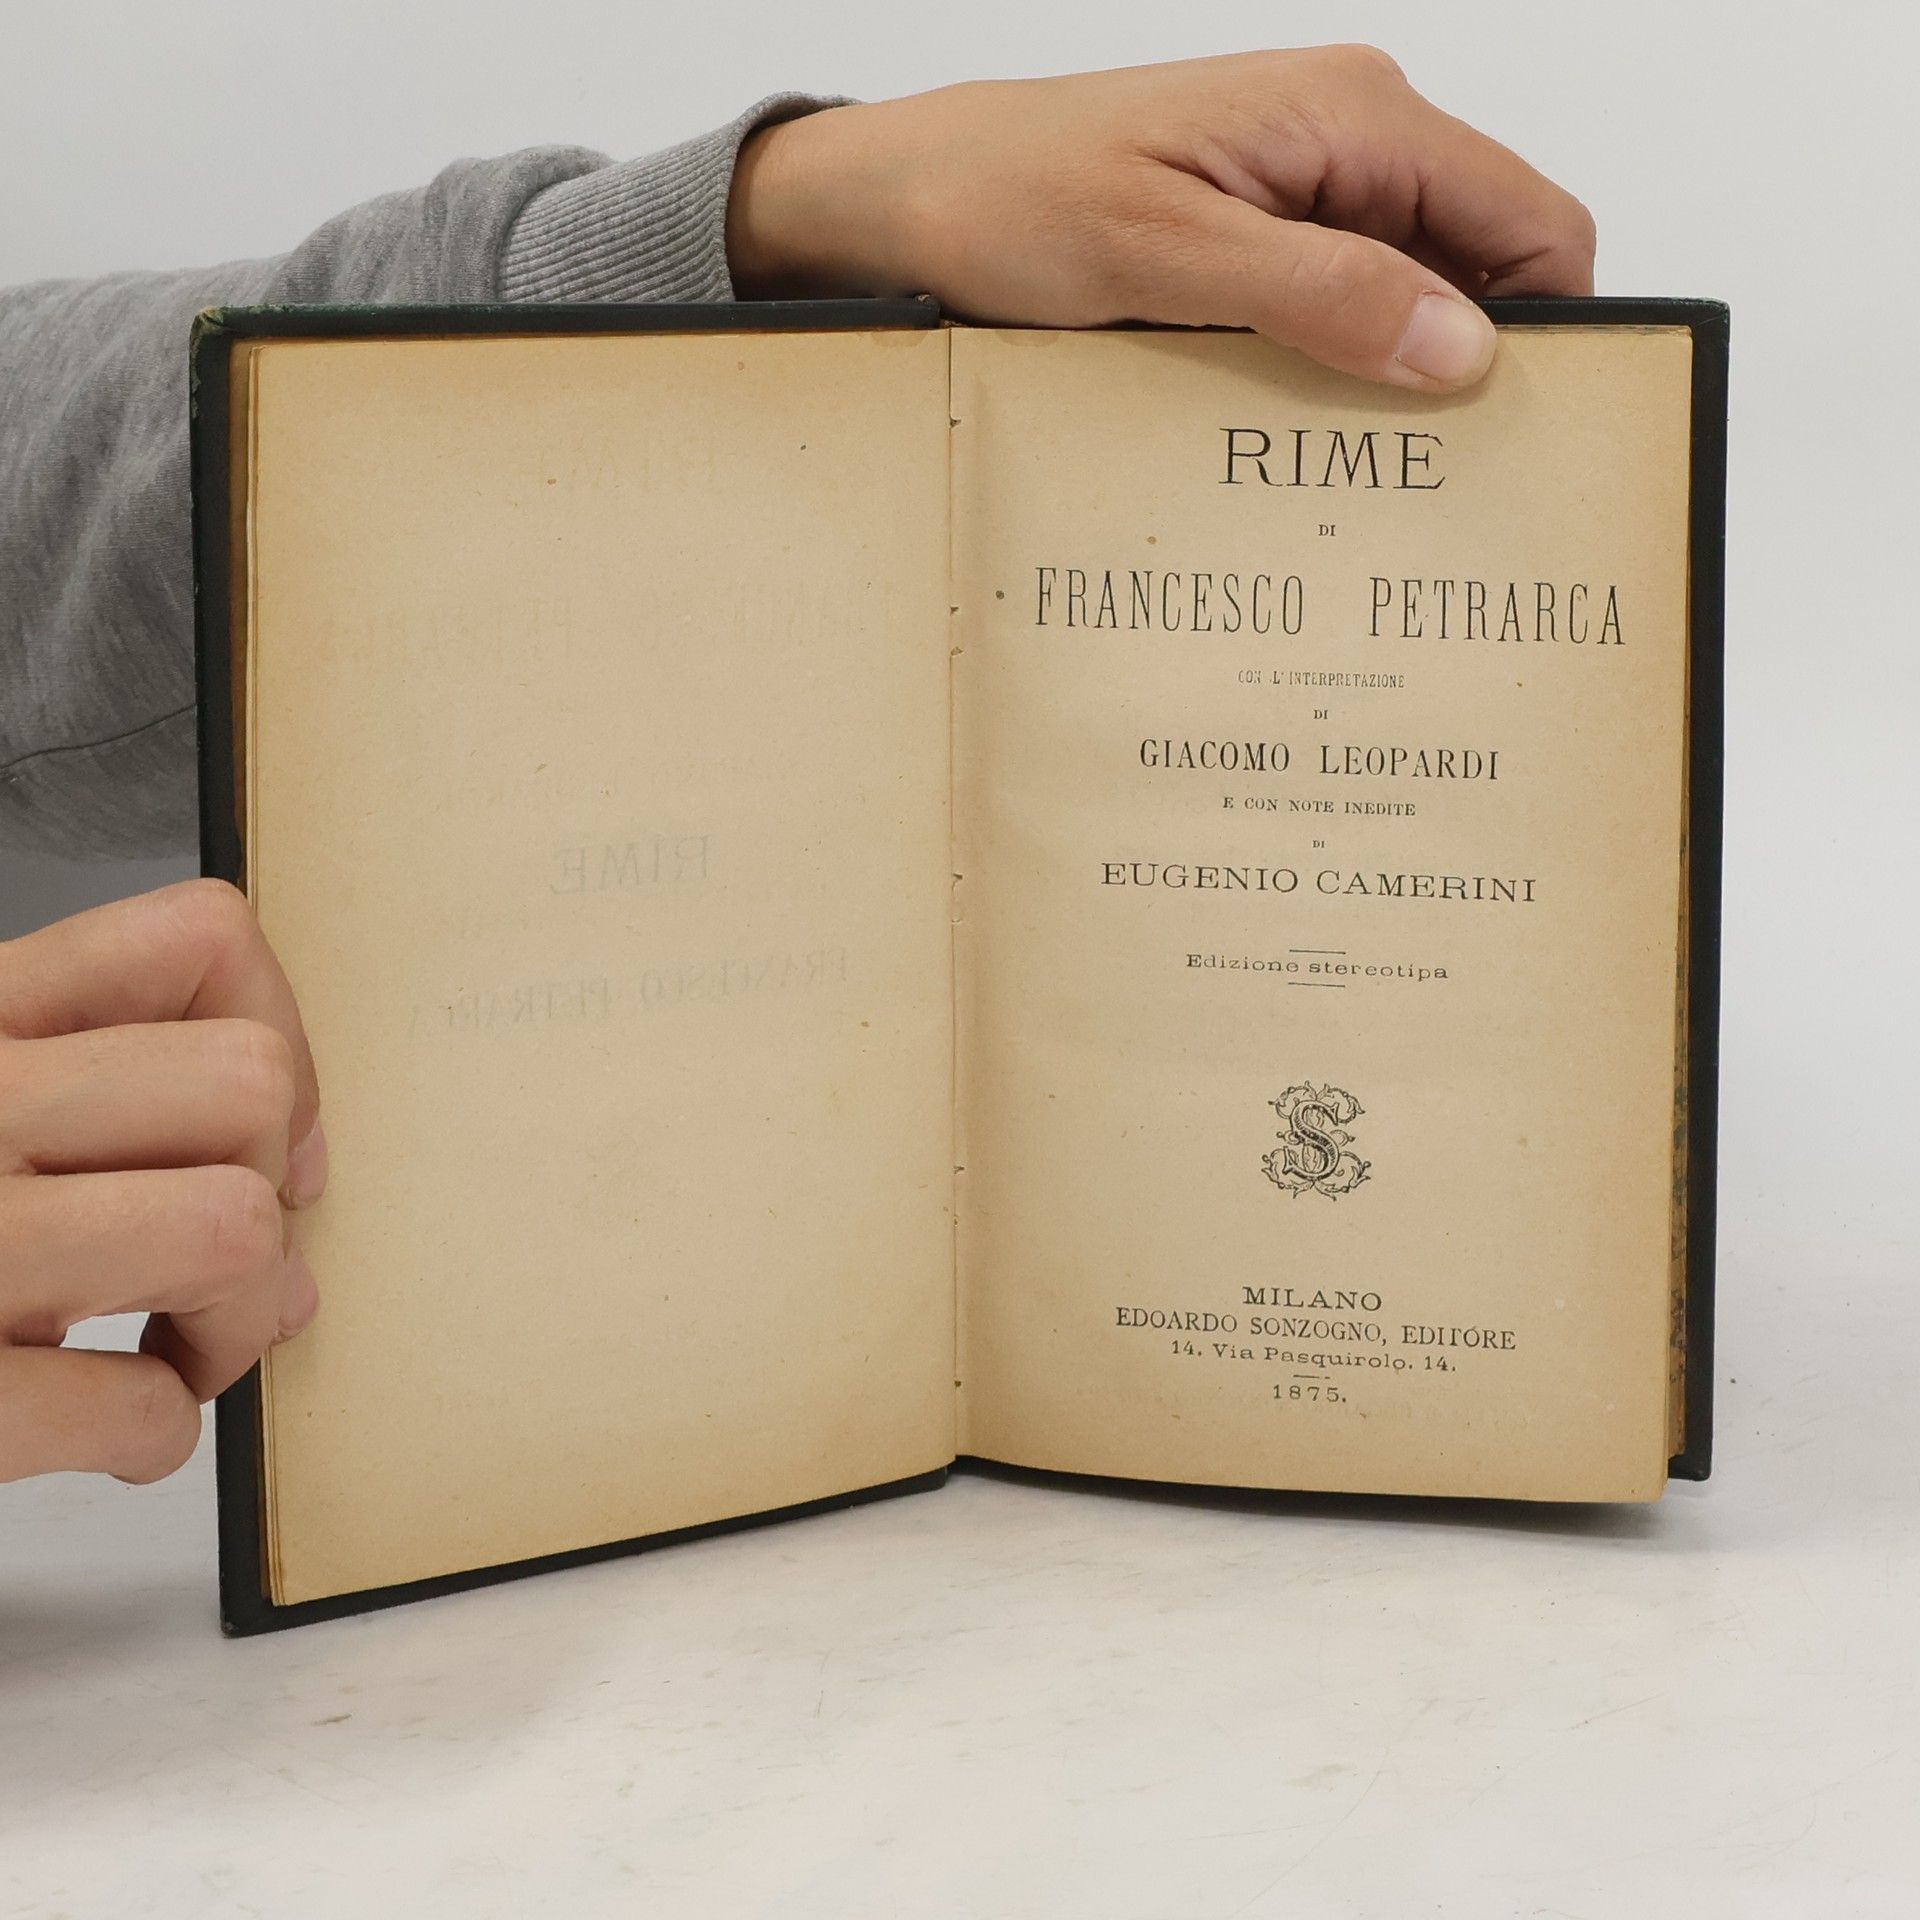 RIME
DI
FRANCESCO PETRARCA
CON L' INTERPRETAZIONE
DI
GIACOMO LEOPARDI
E CON NOTE INEDITE
DI
EUGENIO CAMERINI
Edizione stereotipa
MILANO
EDOARDO SONZOGNO, EDITORE
14. Via Pasquirolo. 14.
1875.